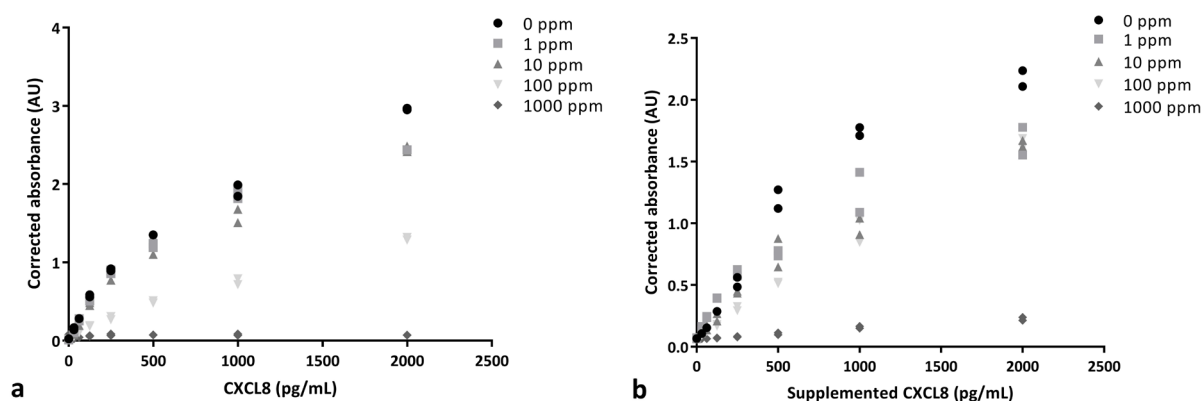 0 ppm
1 ppm
10 ppm
100 ppm
1000 ppm
4
3
2
1
0
Corrected absorbance (AU)
0 500 1000 1500 2000 2500
CXCL8 (pg/mL)
a
0 ppm
1 ppm
10 ppm
100 ppm
1000 ppm
2.5
2.0
1.5
1.0
0.5
0.0
Corrected absorbance (AU)
0 500 1000 1500 2000 2500
Supplemented CXCL8 (pg/mL)
b